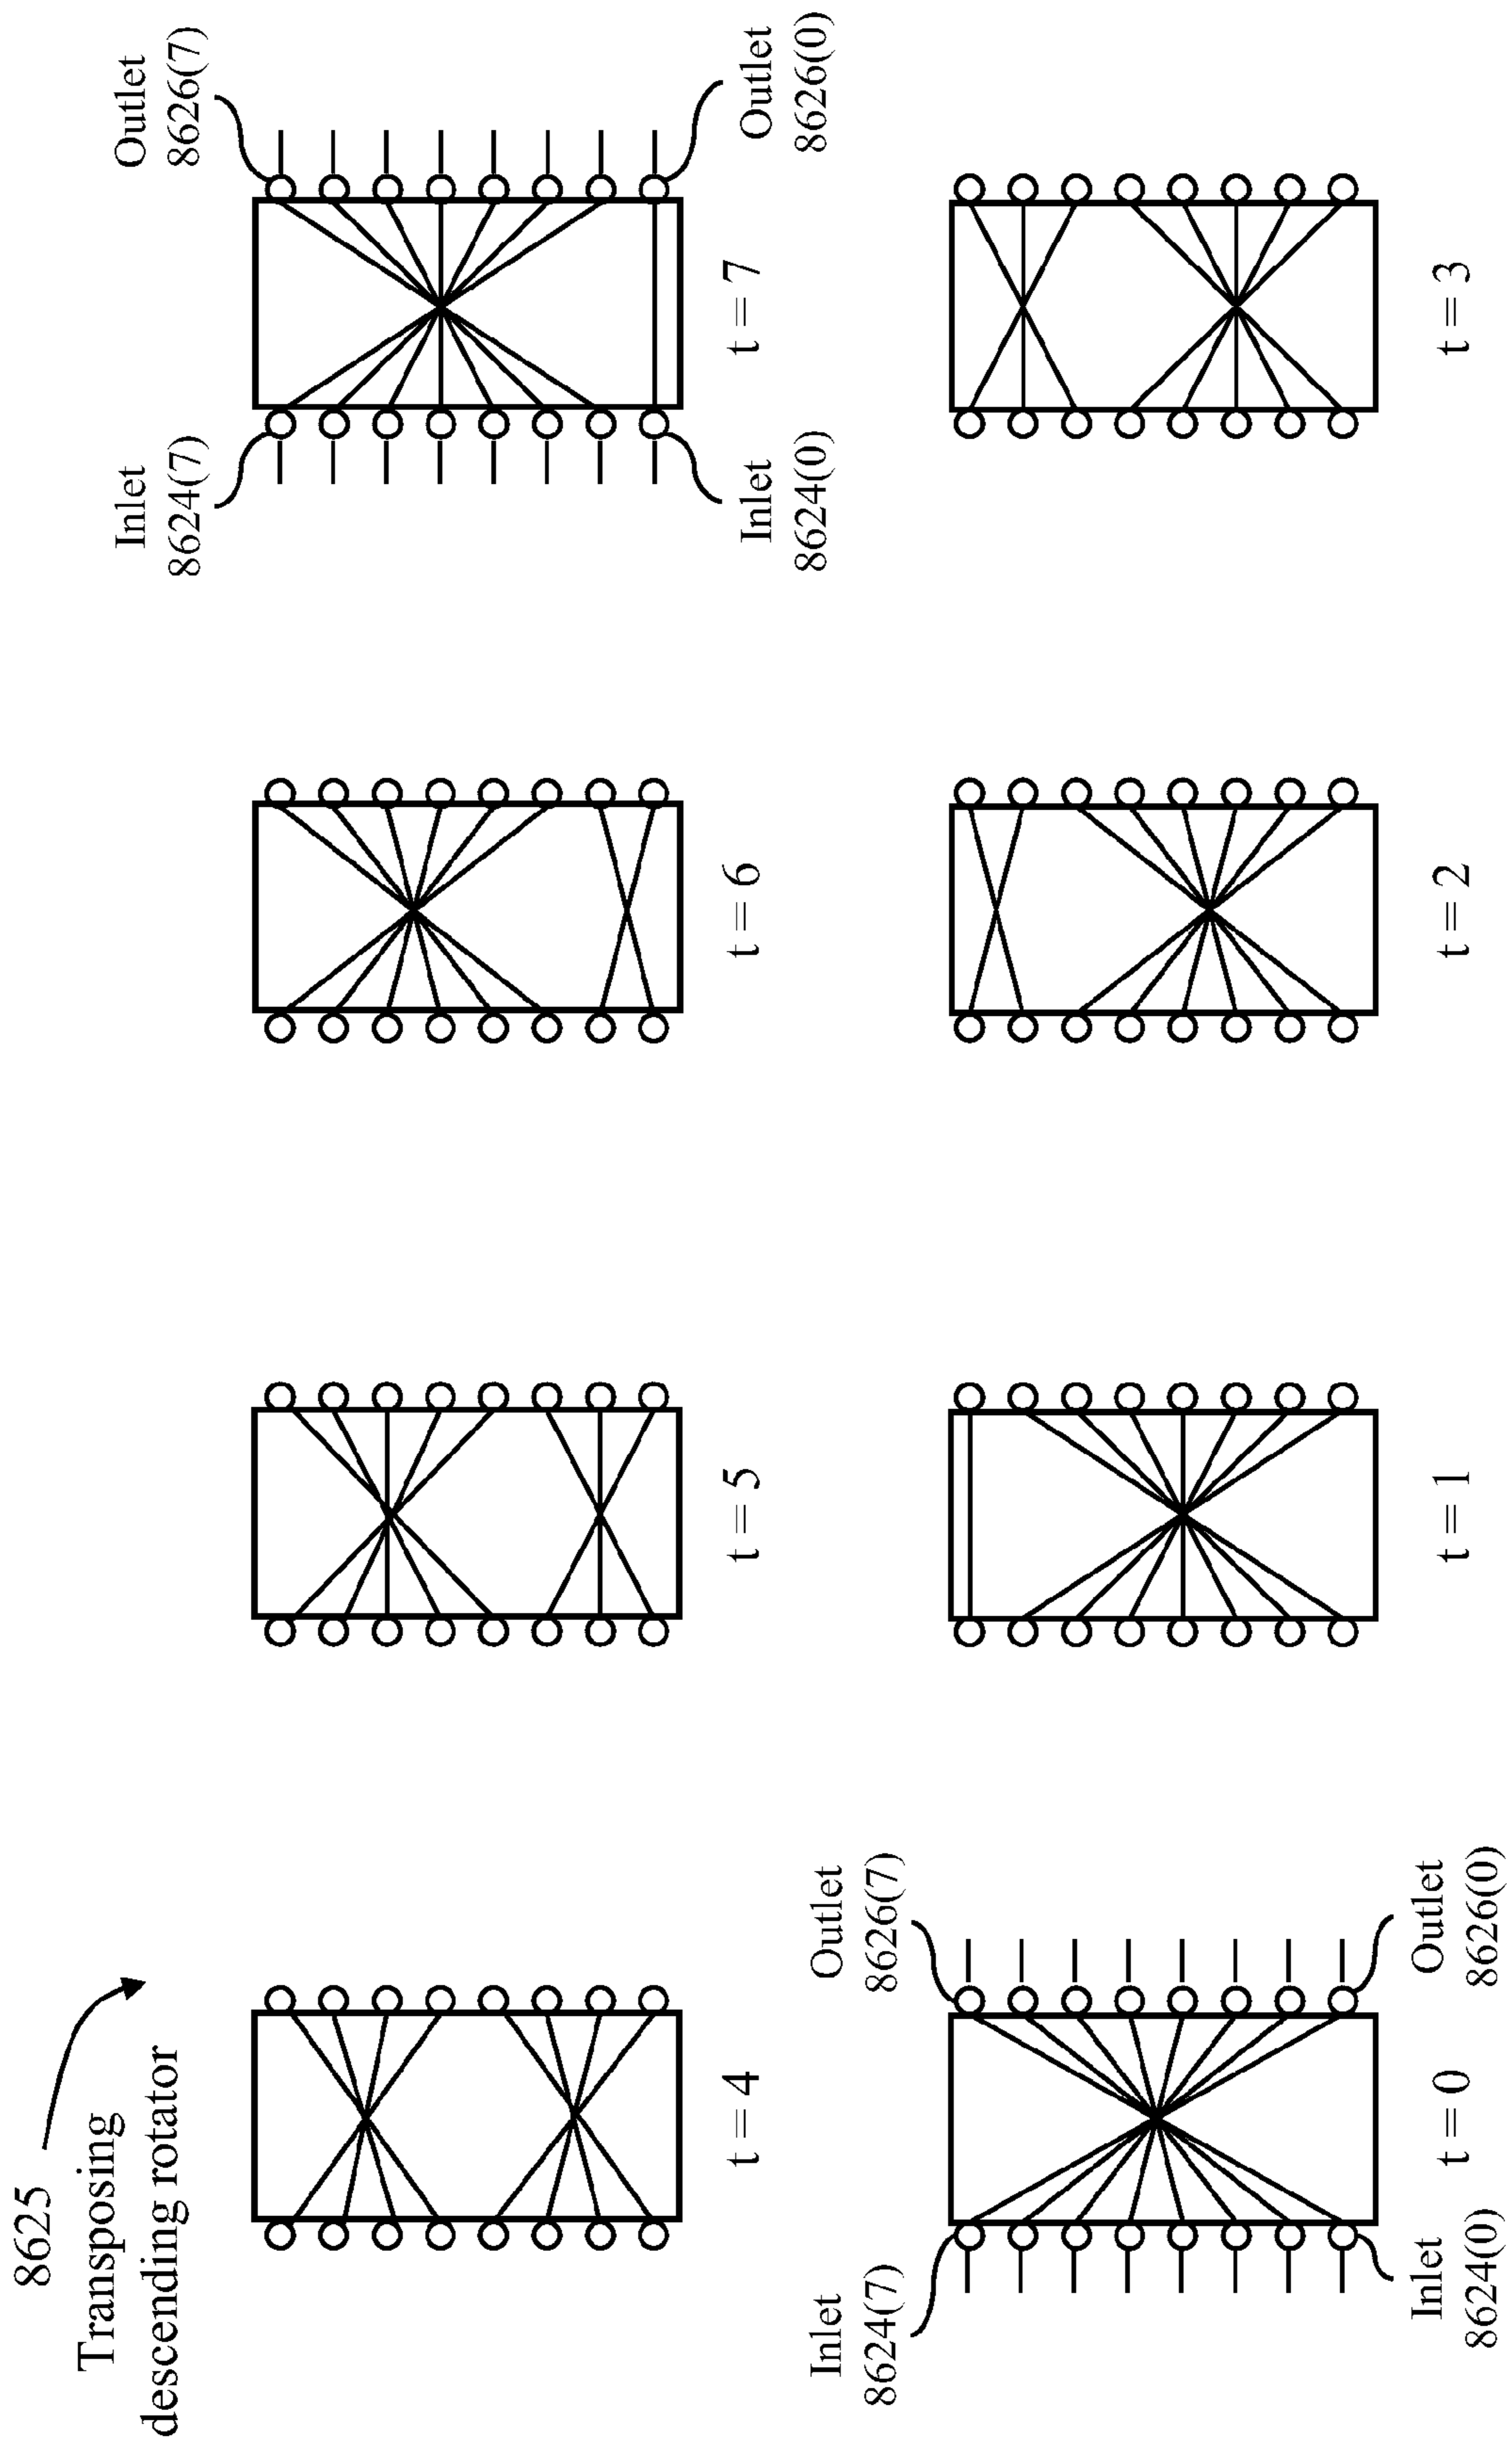 8625
Transposing
descending rotator
t = 4
t = 5
t = 6
Inlet
8624(7)
Outlet
8626(7)
Inlet
8624(0)
Outlet
8626(0)
t = 7
Inlet
8624(7)
Outlet
8626(7)
Inlet
8624(0)
Outlet
8626(0)
t = 0
t = 1
t = 2
t = 3